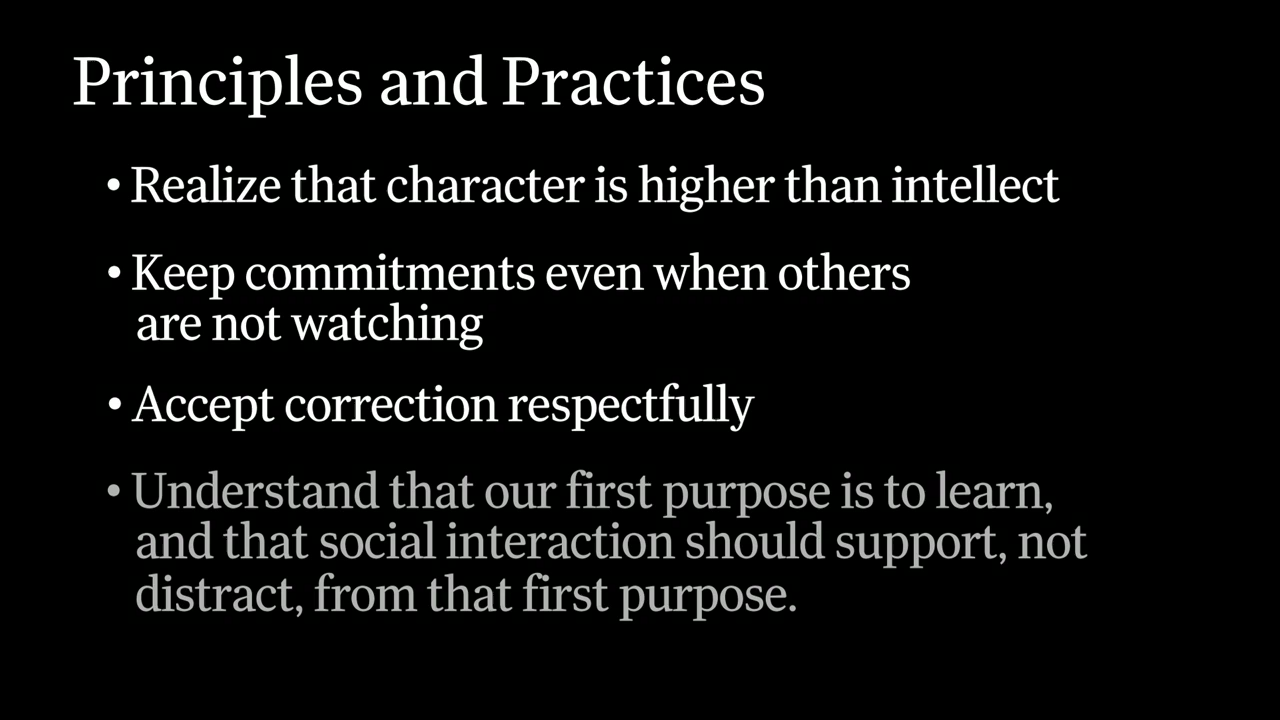 Principles and Practices
• Realize that character is higher than intellect
• Keep commitments even when others
are not watching
• Accept correction respectfully
• Understand that our first purpose is to learn,
and that social interaction should support, not
distract, from that first purpose.